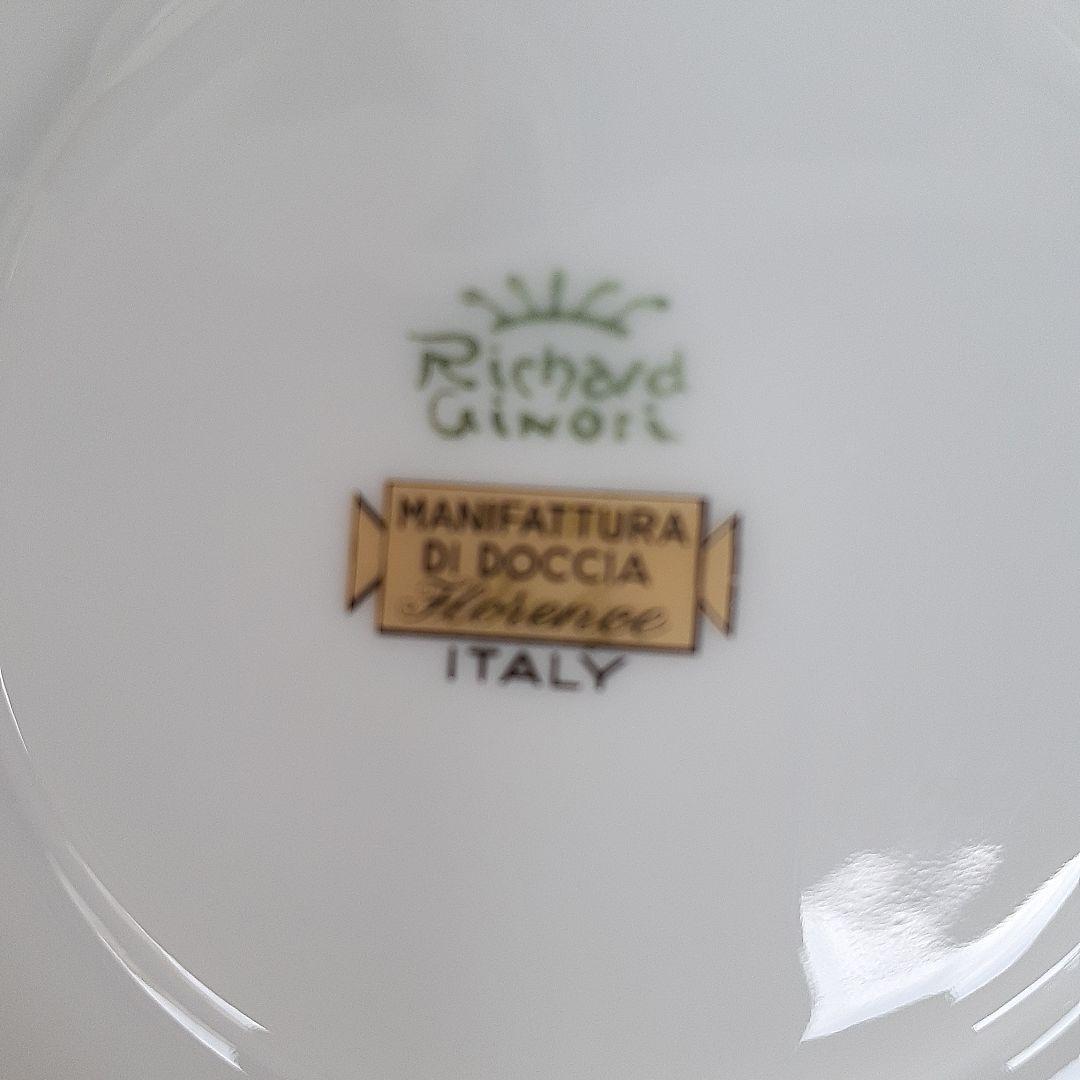 Richard
Ginori
MANIFATTURA
DI DOCCIA
Florence
ITALY